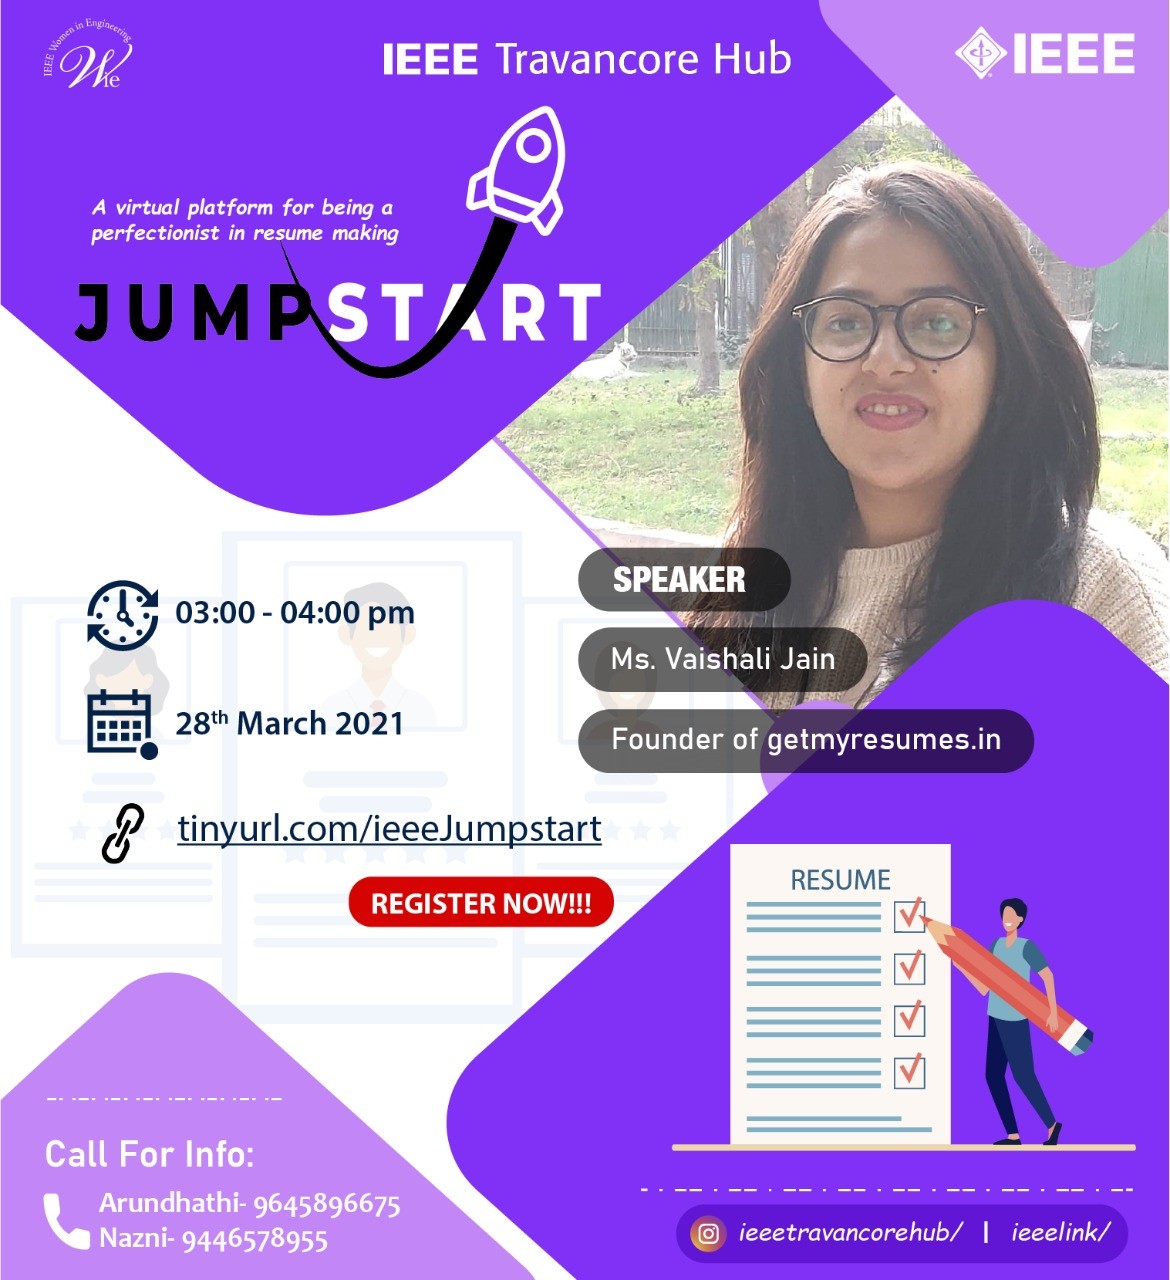 IEEE Women in Engineering
Wie
IEEE Travancore Hub
IEEE
A virtual platform for being a
perfectionist in resume making
JUMPSTART
03:00 - 04:00 pm
28th March 2021
tinyurl.com/ieeeJumpstart
REGISTER NOW!!!
SPEAKER
Ms. Vaishali Jain
Founder of getmyresumes.in
RESUME
Call For Info:
Arundhathi- 9645896675
Nazni- 9446578955
ieeetravancorehub/ | ieeelink/